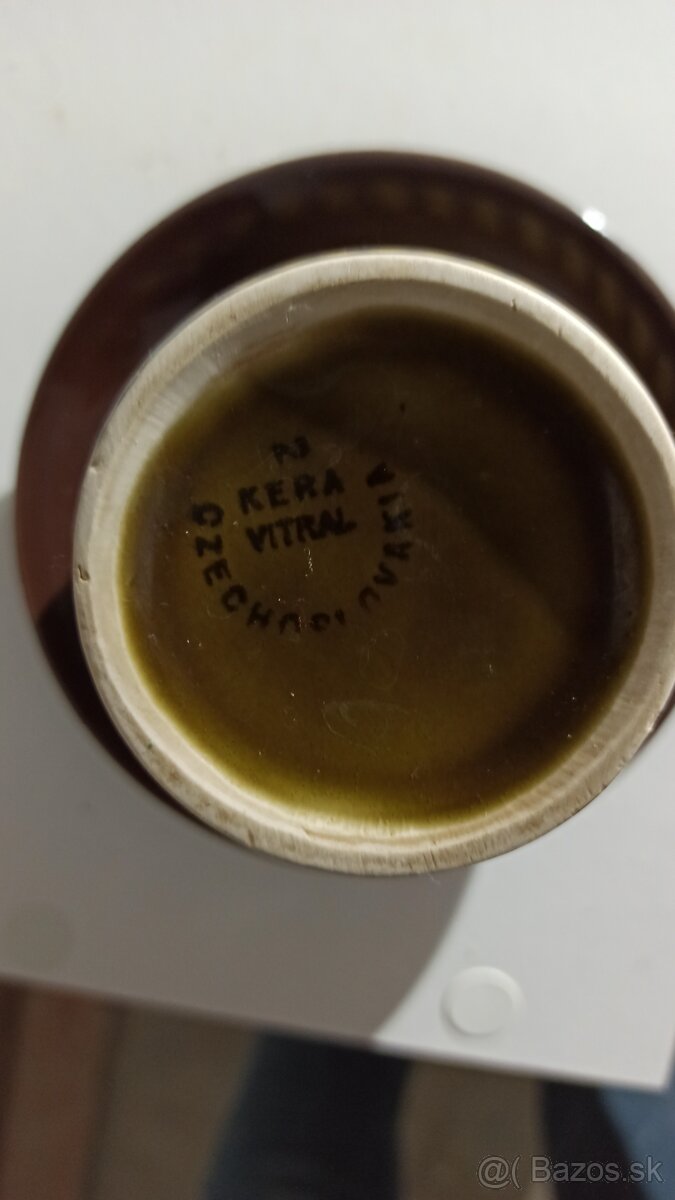 KERA
VITRAL
CZECHOSLOVAKIA
@( Bazos.sk